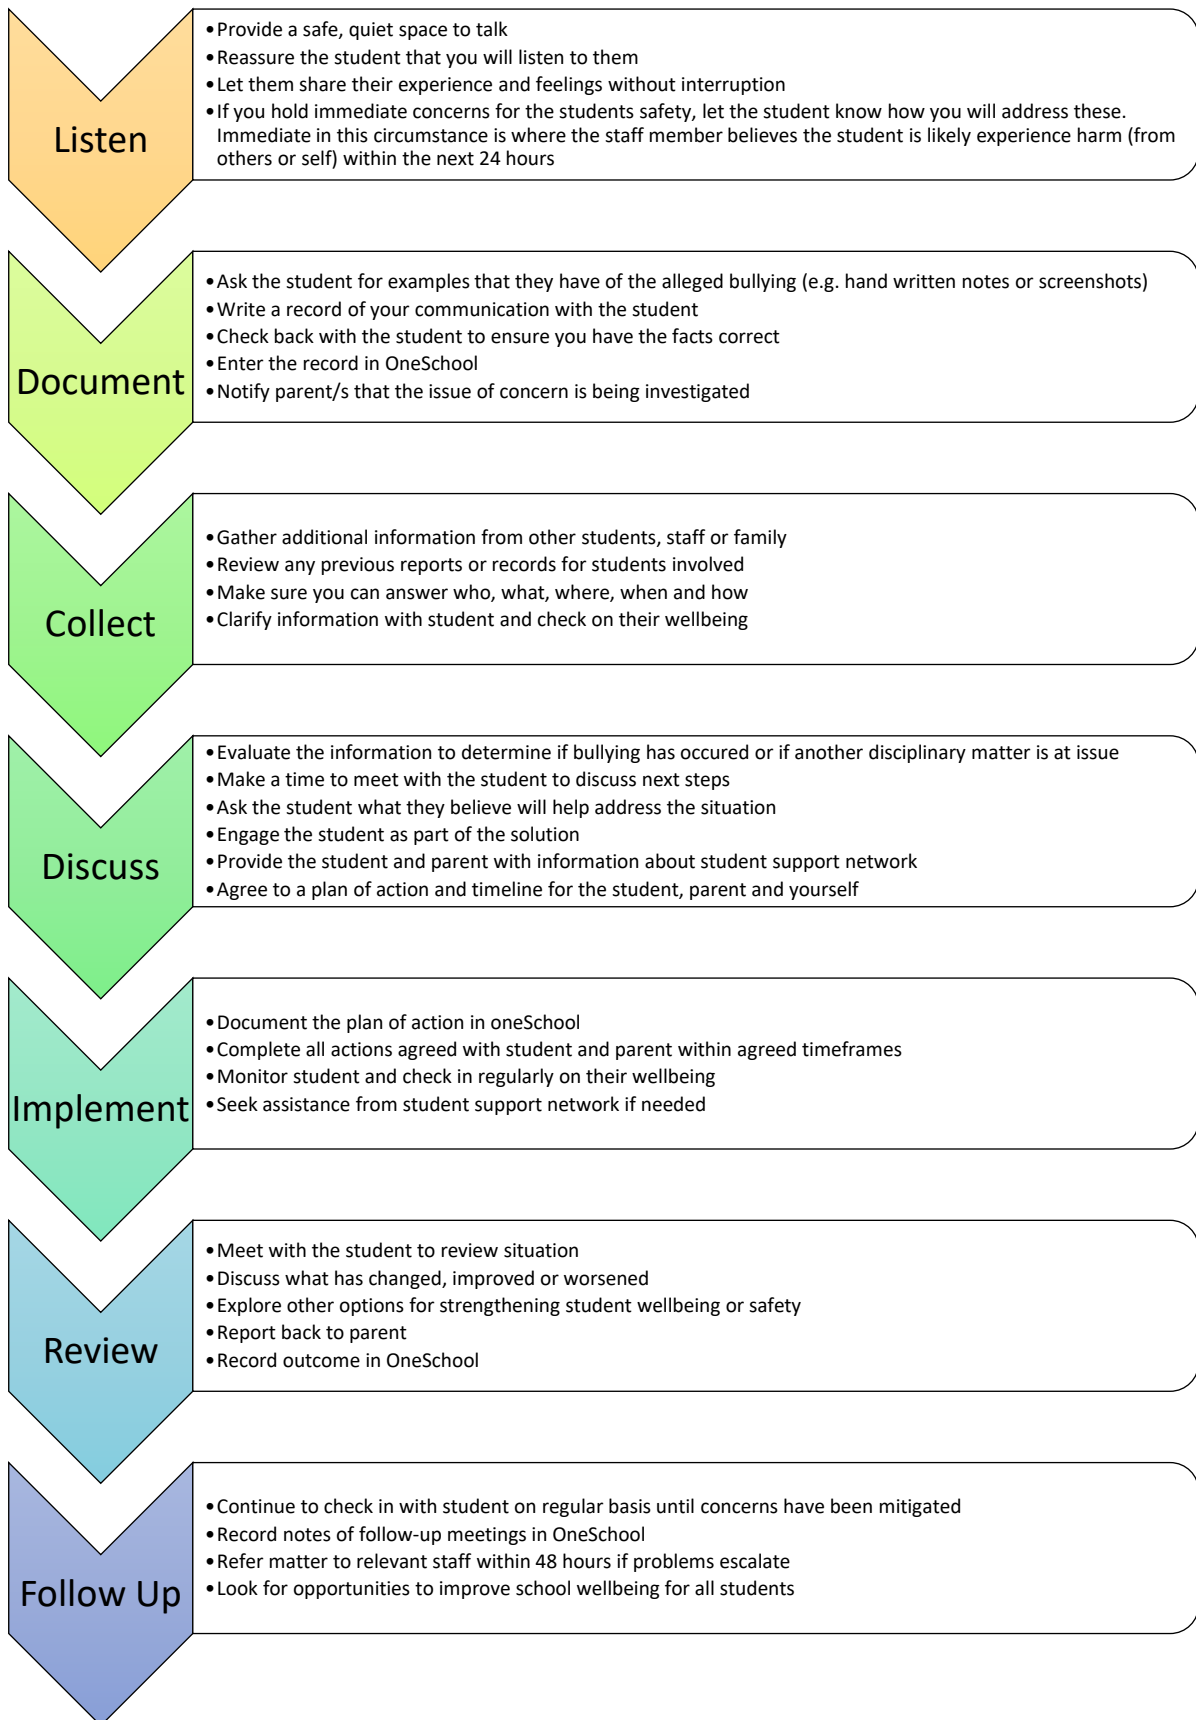 Listen
•Provide a safe, quiet space to talk
•Reassure the student that you will listen to them
•Let them share their experience and feelings without interruption
•If you hold immediate concerns for the students safety, let the student know how you will address these.
Immediate in this circumstance is where the staff member believes the student is likely experience harm (from
others or self) within the next 24 hours
Document
•Ask the student for examples that they have of the alleged bullying (e.g. hand written notes or screenshots)
•Write a record of your communication with the student
•Check back with the student to ensure you have the facts correct
•Enter the record in OneSchool
•Notify parent/s that the issue of concern is being investigated
Collect
•Gather additional information from other students, staff or family
•Review any previous reports or records for students involved
•Make sure you can answer who, what, where, when and how
•Clarify information with student and check on their wellbeing
Discuss
•Evaluate the information to determine if bullying has occured or if another disciplinary matter is at issue
•Make a time to meet with the student to discuss next steps
•Ask the student what they believe will help address the situation
•Engage the student as part of the solution
•Provide the student and parent with information about student support network
•Agree to a plan of action and timeline for the student, parent and yourself
Implement
•Document the plan of action in oneSchool
•Complete all actions agreed with student and parent within agreed timeframes
•Monitor student and check in regularly on their wellbeing
•Seek assistance from student support network if needed
Review
•Meet with the student to review situation
•Discuss what has changed, improved or worsened
•Explore other options for strengthening student wellbeing or safety
•Report back to parent
•Record outcome in OneSchool
Follow Up
•Continue to check in with student on regular basis until concerns have been mitigated
•Record notes of follow-up meetings in OneSchool
•Refer matter to relevant staff within 48 hours if problems escalate
•Look for opportunities to improve school wellbeing for all students